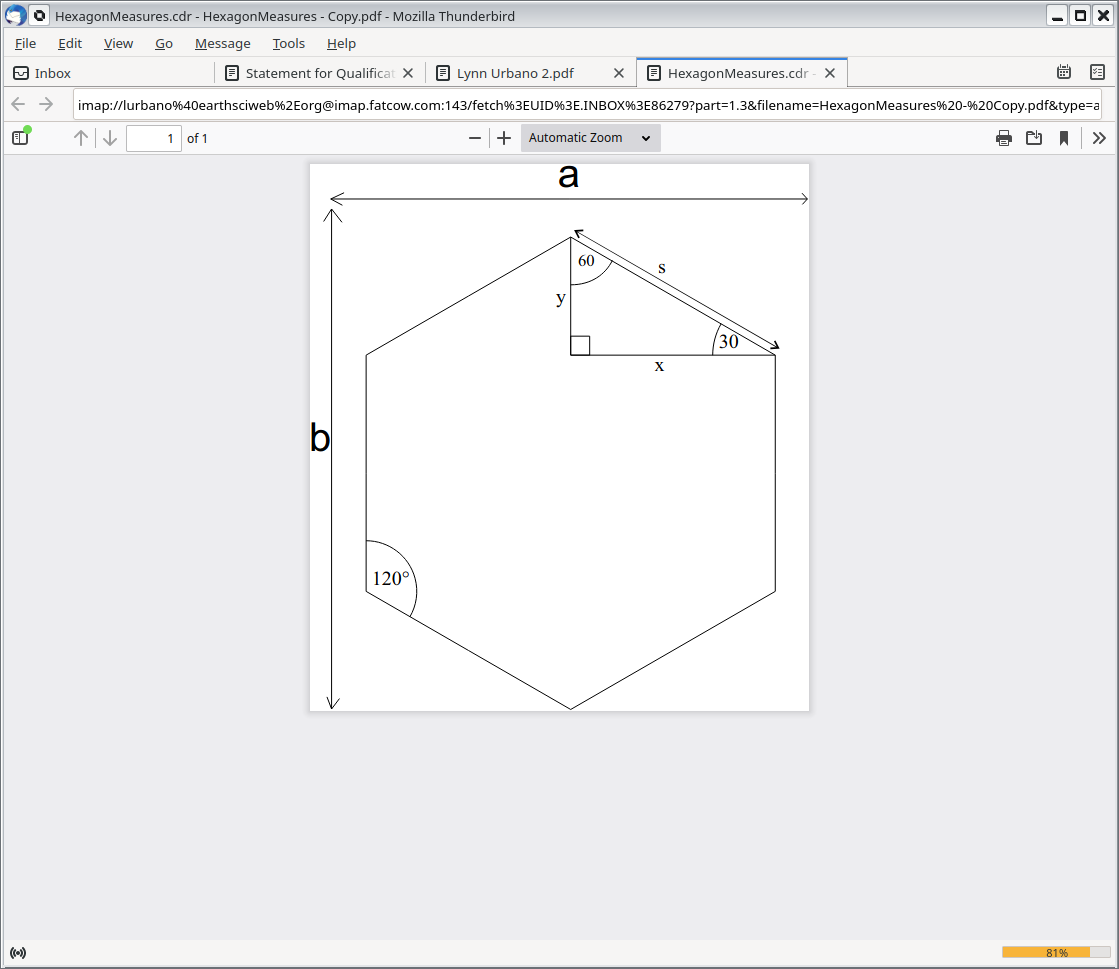 HexagonMeasures.cdr - HexagonMeasures - Copy.pdf - Mozilla Thunderbird
File Edit View Go Message Tools Help
Inbox Statement for Qualificat Lynn Urbano 2.pdf HexagonMeasures.cdr -
imap://lurbano%40earthsciweb%2Eorg@imap.fatcow.com:143/fetch%3EUID%3E.INBOX%3E86279?part=1.3&filename=HexagonMeasures%20-%20Copy.pdf&type=a
1 of 1 Automatic Zoom
a
60
s
y
30
x
b
120°
81%